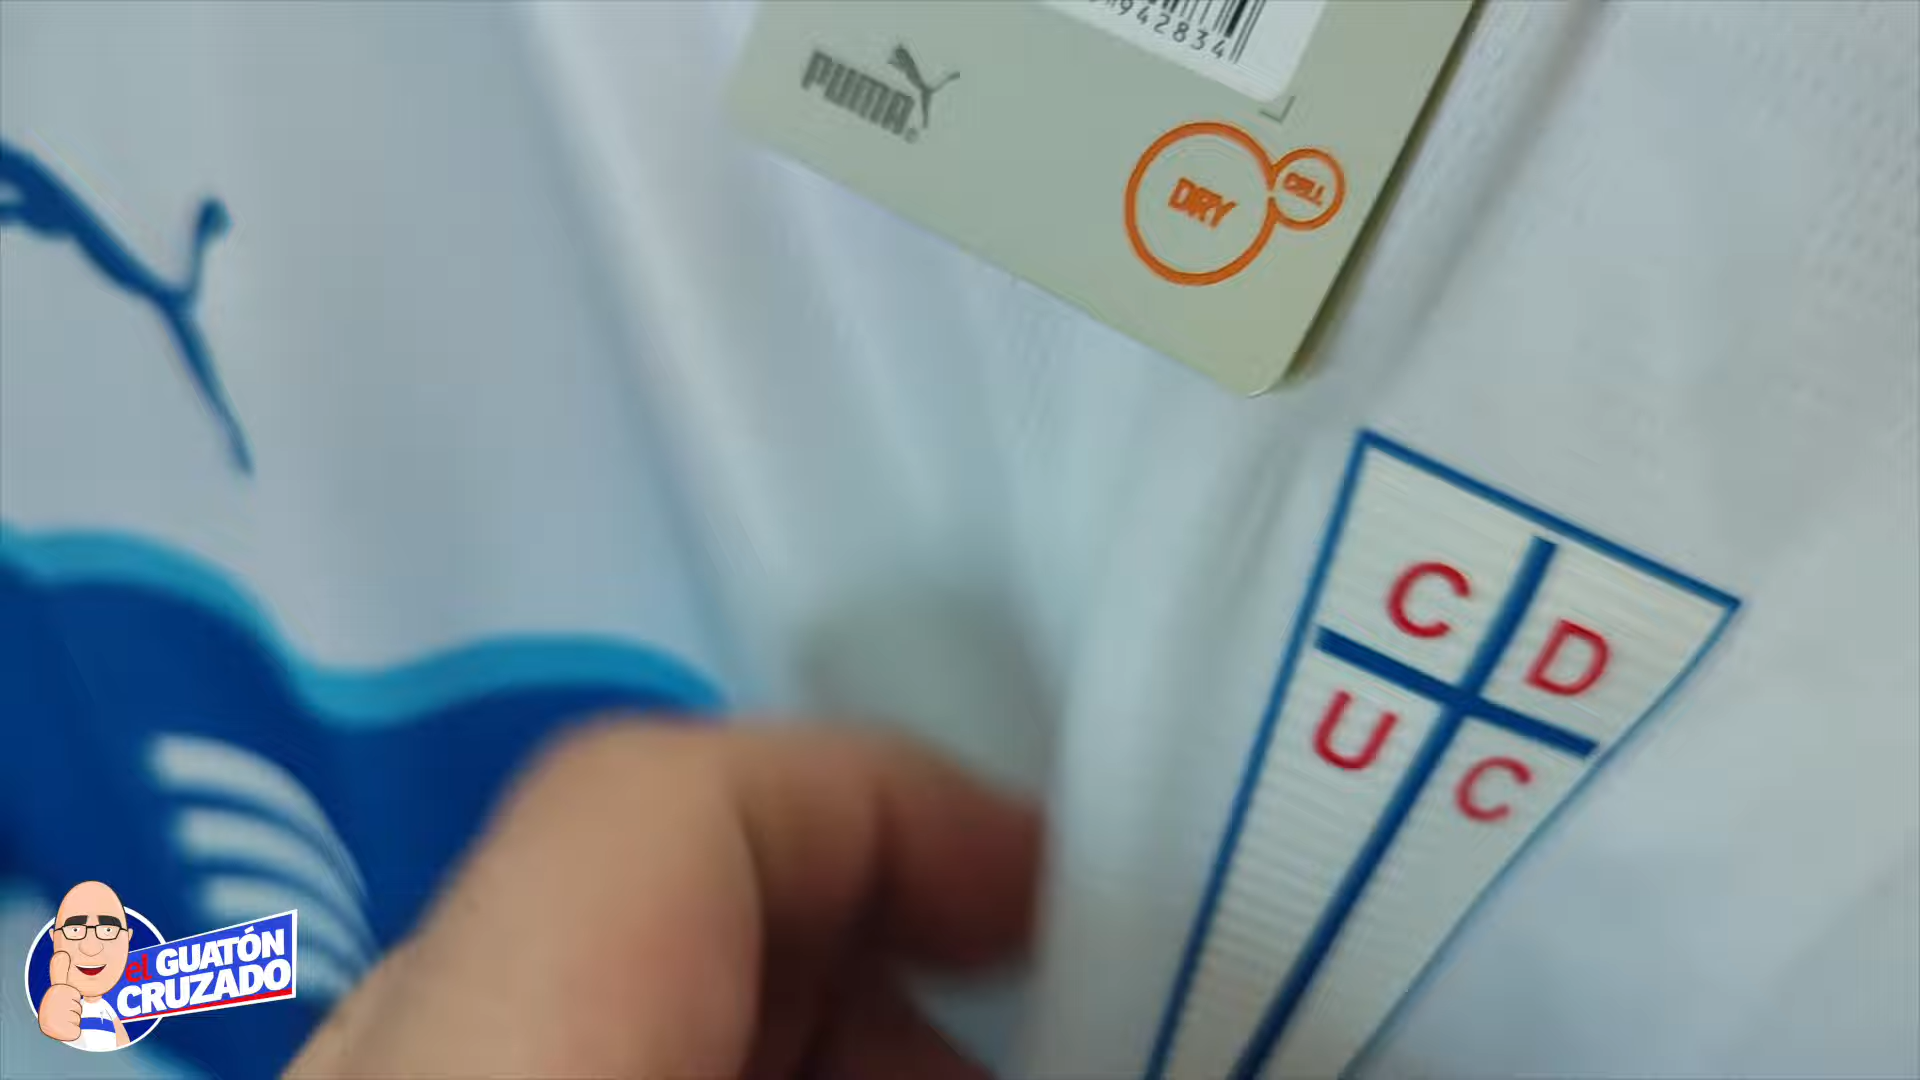 942834
PUMA
DRY
CELL
C D
U C
el GUATÓN
CRUZADO